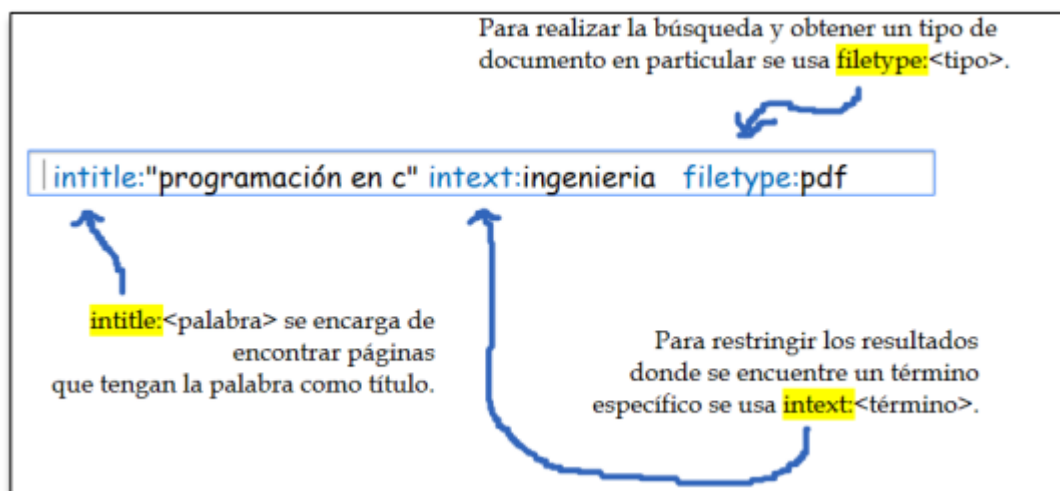 Para realizar la búsqueda y obtener un tipo de
documento en particular se usa filetype:<tipo>.
intitle:"programación en c" intext:ingenieria filetype:pdf
intitle:<palabra> se encarga de
encontrar páginas
que tengan la palabra como título.
Para restringir los resultados
donde se encuentre un término
específico se usa intext:<término>.